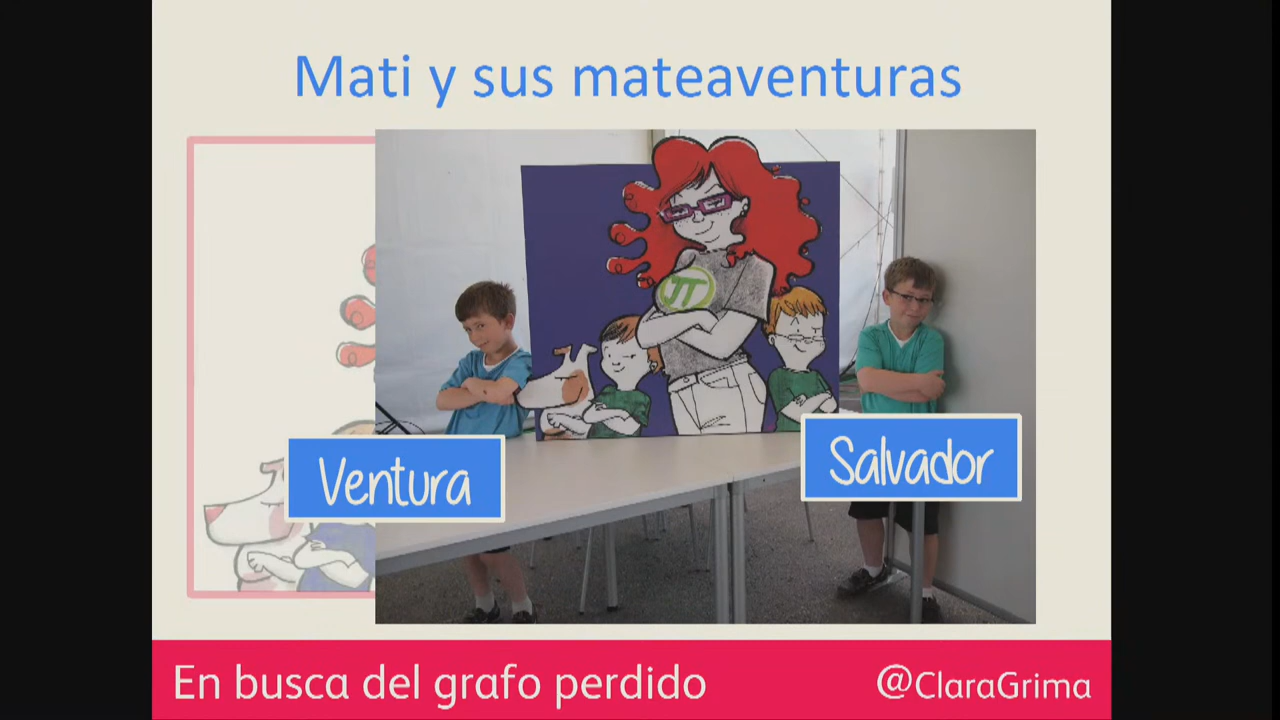 Mati y sus mateaventuras
π
Ventura
Salvador
En busca del grafo perdido
@ClaraGrima